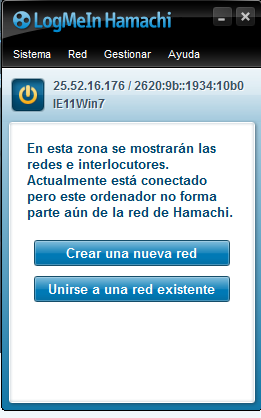 LogMeIn Hamachi
Sistema Red Gestionar Ayuda
25.52.16.176 / 2620:9b::1934:10b0
IE11Win7
En esta zona se mostrarán las
redes e interlocutores.
Actualmente está conectado
pero este ordenador no forma
parte aún de la red de Hamachi.
Crear una nueva red
Unirse a una red existente